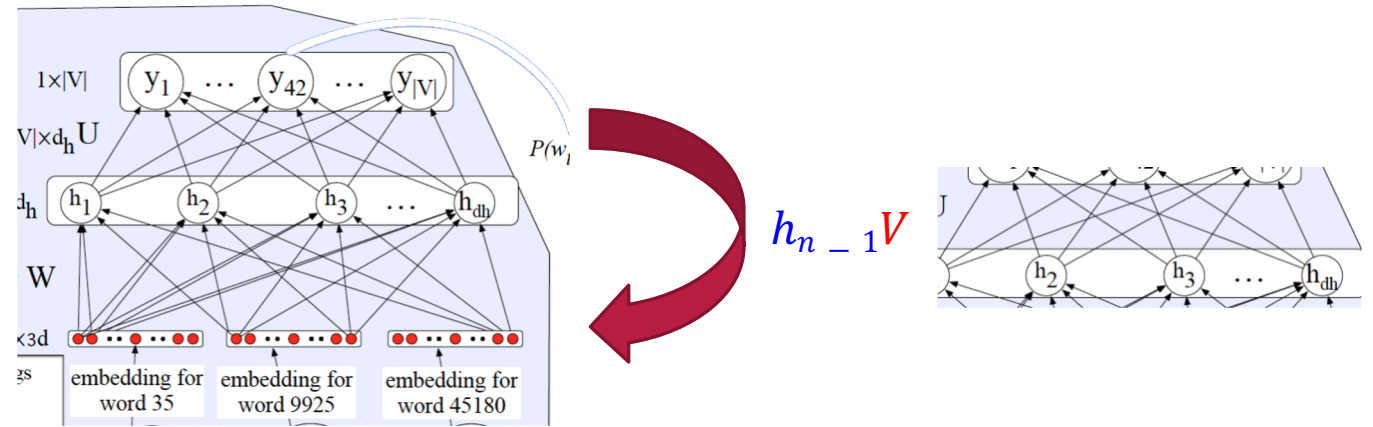 1×|V|
y1 … y42 … y|V|
V|×dh U
P(wt
dh
h1 h2 h3 … hdh
W
×3d
gs
embedding for
word 35
embedding for
word 9925
embedding for
word 45180
hn – 1V
h2 h3 … hdh